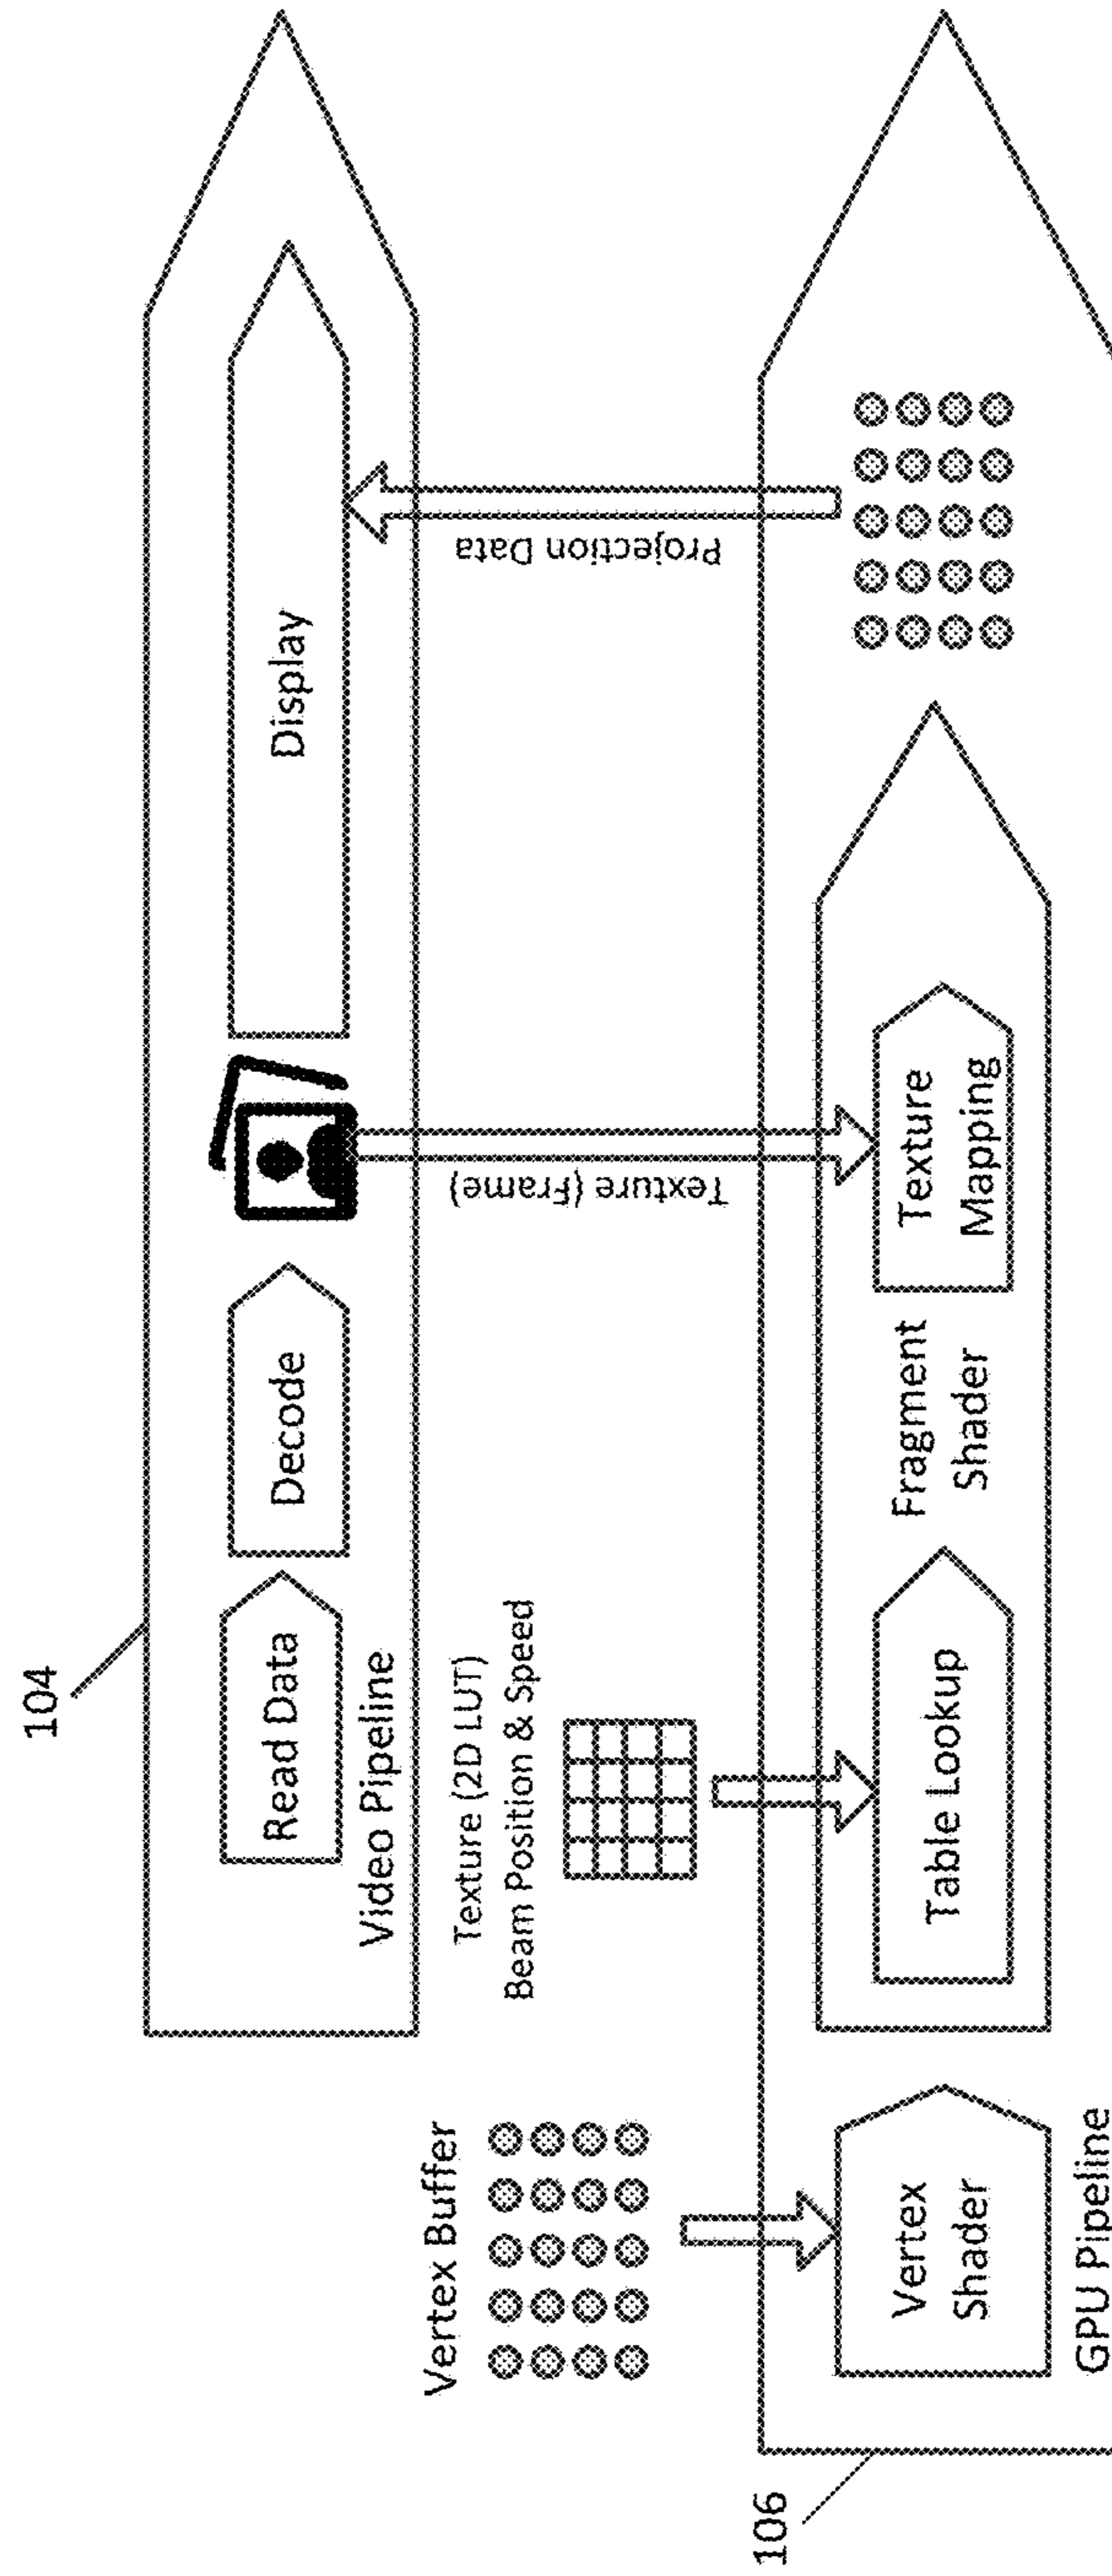 104
Read Data
Decode
Display
Video Pipeline
Texture (Frame)
Projection Data
Vertex Buffer
Texture (2D LUT)
Beam Position & Speed
106
Vertex
Shader
Table Lookup
Fragment
Shader
Texture
Mapping
GPU Pipeline